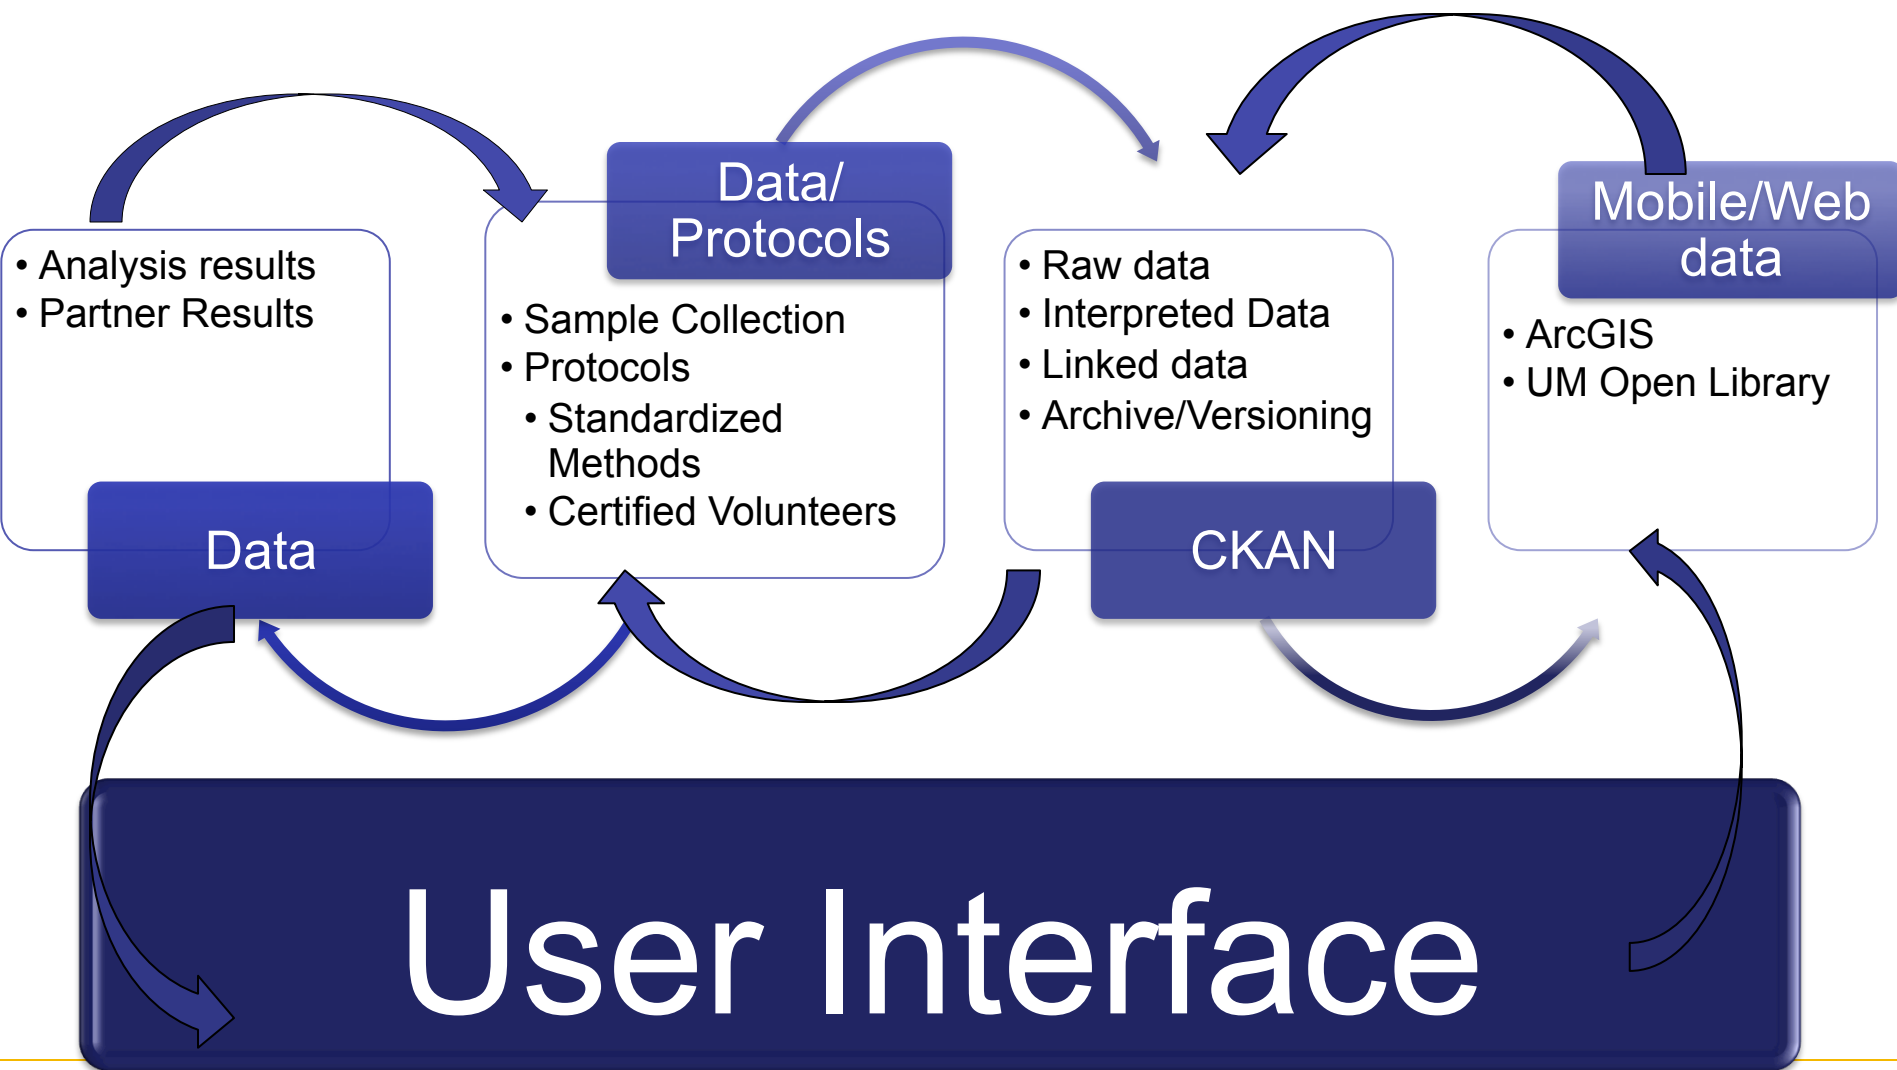 • Analysis results
• Partner Results
Data
Data/
Protocols
• Sample Collection
• Protocols
• Standardized
Methods
• Certified Volunteers
• Raw data
• Interpreted Data
• Linked data
• Archive/Versioning
CKAN
Mobile/Web
data
• ArcGIS
• UM Open Library
User Interface